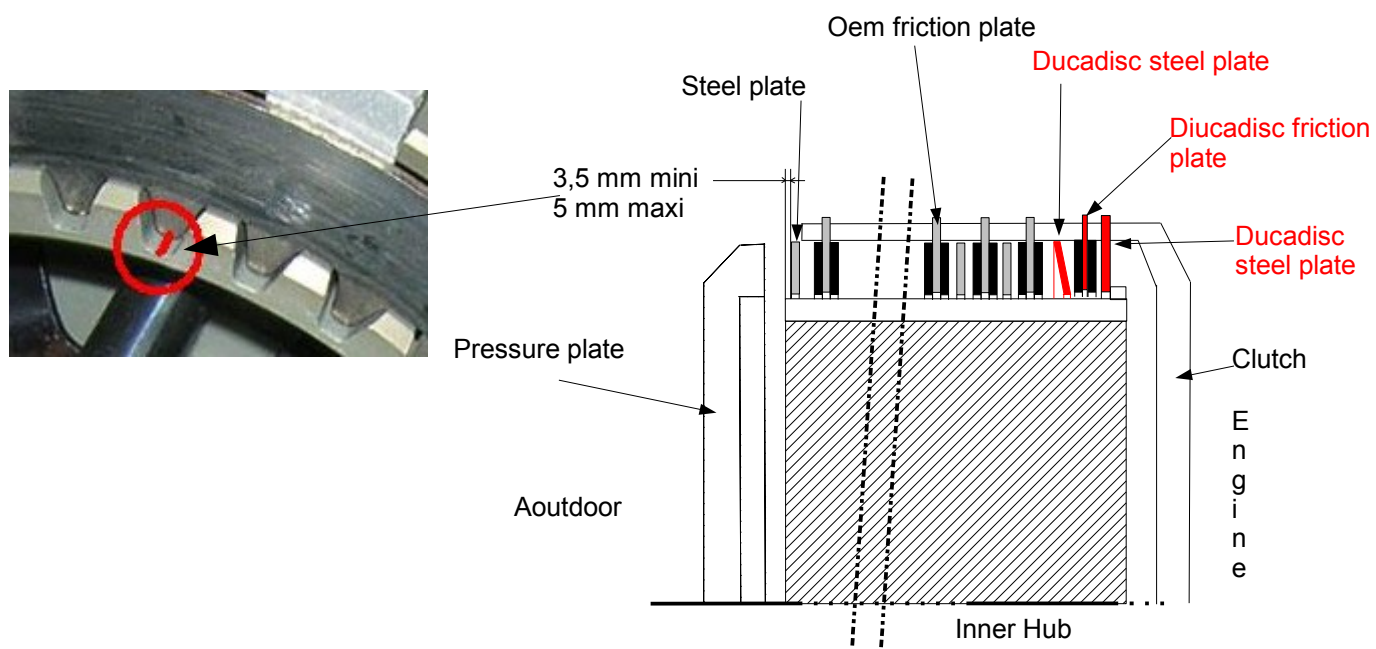 Oem friction plate
Ducadisc steel plate
Steel plate
Diucadisc friction
plate
3,5 mm mini
5 mm maxi
Ducadisc
steel plate
Pressure plate
Clutch
E
n
g
i
n
e
Aoutdoor
Inner Hub